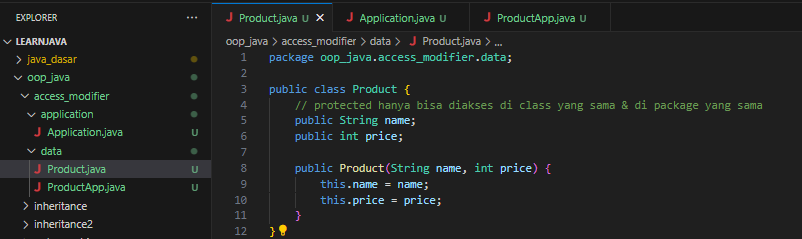 EXPLORER
LEARNJAVA
java_dasar
oop_java
access_modifier
application
J Application.java U
data
J Product.java U
J ProductApp.java U
inheritance
inheritance2
J Product.java U
J Application.java U
J ProductApp.java U
oop_java > access_modifier > data > J Product.java > ...
1 package oop_java.access_modifier.data;
2
3 public class Product {
4 // protected hanya bisa diakses di class yang sama & di package yang sama
5 public String name;
6 public int price;
7
8 public Product(String name, int price) {
9 this.name = name;
10 this.price = price;
11 }
12 }